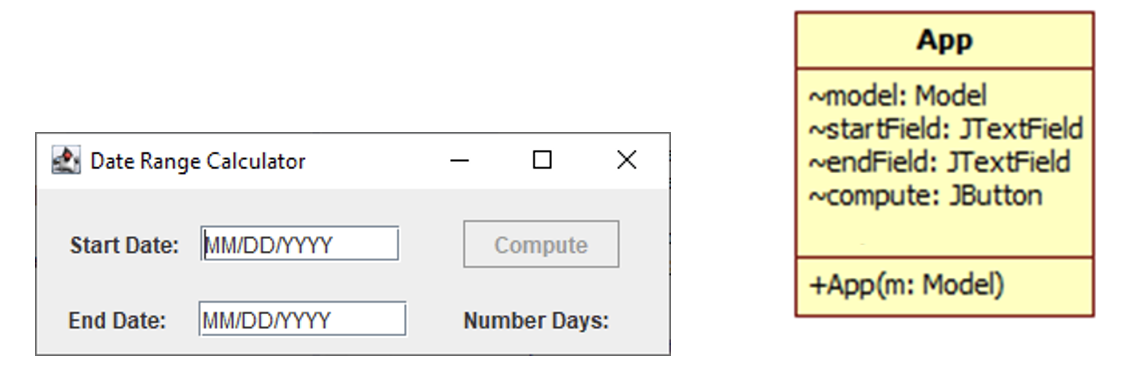 Date Range Calculator
Start Date: MM/DD/YYYY Compute
End Date: MM/DD/YYYY Number Days:
App
~model: Model
~startField: JTextField
~endField: JTextField
~compute: JButton
+App(m: Model)